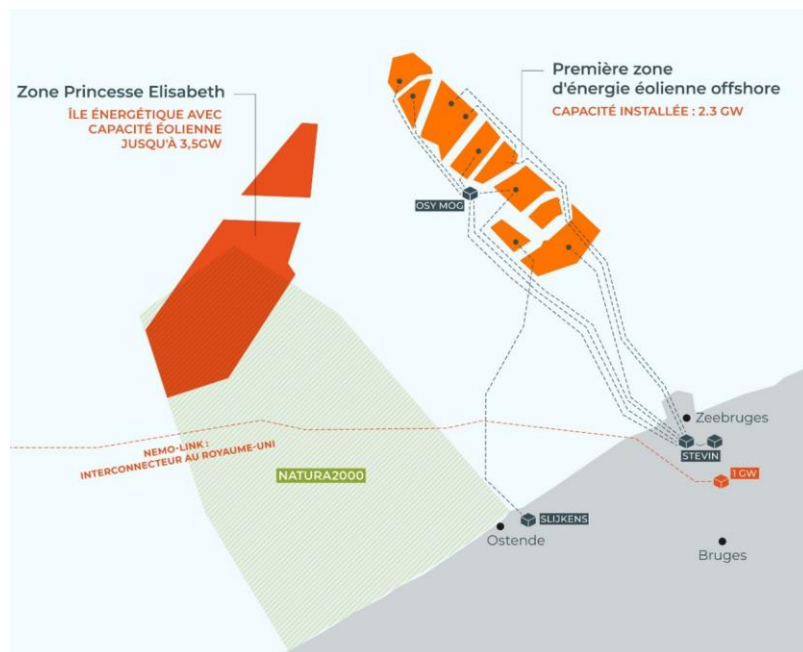 Zone Princesse Elisabeth
ÎLE ÉNERGÉTIQUE AVEC
CAPACITÉ ÉOLIENNE
JUSQU'À 3,5GW
Première zone
d'énergie éolienne offshore
CAPACITÉ INSTALLÉE : 2.3 GW
OSY MOG
NEMO-LINK :
INTERCONNECTEUR AU ROYAUME-UNI
NATURA2000
Zeebruges
STEVIN
1 GW
SLIJKENS
Ostende
Bruges